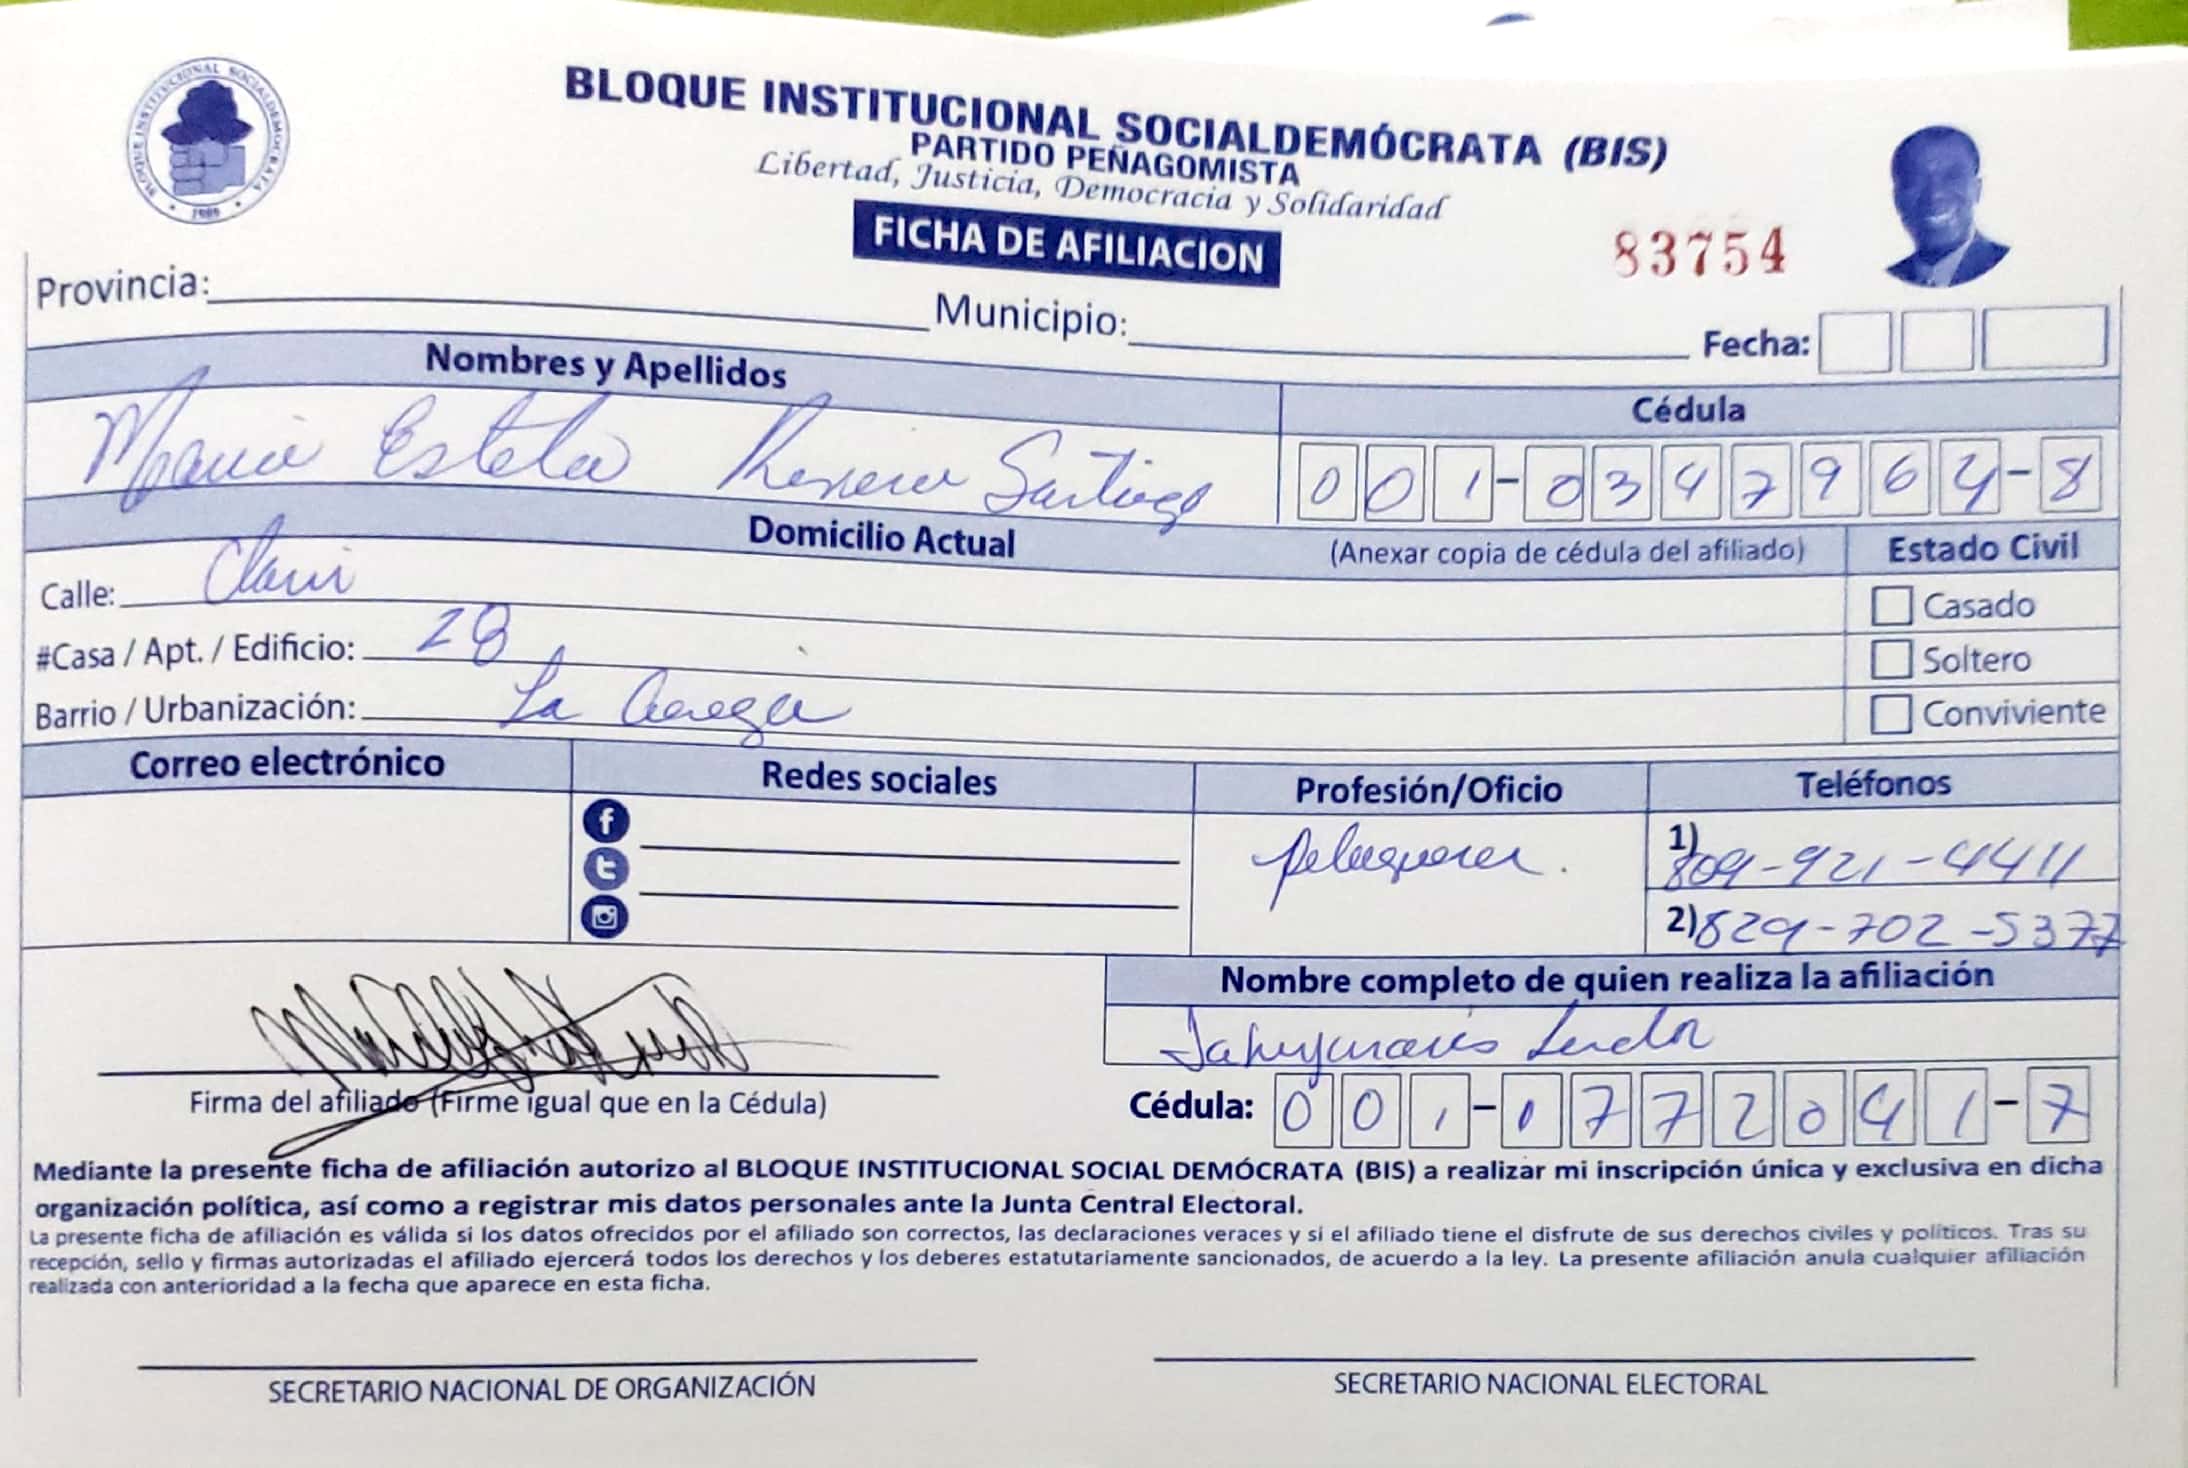 BLOQUE INSTITUCIONAL SOCIALDEMOCRATA
1989
BLOQUE INSTITUCIONAL SOCIALDEMÓCRATA (BIS)
PARTIDO PEÑAGOMISTA
Libertad, Justicia, Democracia y Solidaridad
FICHA DE AFILIACION
83754
Provincia: Municipio: Fecha:
Nombres y Apellidos
Cédula
Maria Estela Santiago
001-0347964-8
Domicilio Actual (Anexar copia de cédula del afiliado) Estado Civil
Calle:
Casado
#Casa / Apt. / Edificio: 28
Soltero
Barrio / Urbanización: La
Conviviente
Correo electrónico Redes sociales Profesión/Oficio Teléfonos
peluquera. 1) 809-921-4411
2) 829-702-5377
Nombre completo de quien realiza la afiliación
Firma del afiliado (Firme igual que en la Cédula) Cédula: 001-1772041-7
Mediante la presente ficha de afiliación autorizo al BLOQUE INSTITUCIONAL SOCIAL DEMÓCRATA (BIS) a realizar mi inscripción única y exclusiva en dicha
organización política, así como a registrar mis datos personales ante la Junta Central Electoral.
La presente ficha de afiliación es válida si los datos ofrecidos por el afiliado son correctos, las declaraciones veraces y si el afiliado tiene el disfrute de sus derechos civiles y políticos. Tras su
recepción, sello y firmas autorizadas el afiliado ejercerá todos los derechos y los deberes estatutariamente sancionados, de acuerdo a la ley. La presente afiliación anula cualquier afiliación
realizada con anterioridad a la fecha que aparece en esta ficha.
SECRETARIO NACIONAL DE ORGANIZACIÓN SECRETARIO NACIONAL ELECTORAL